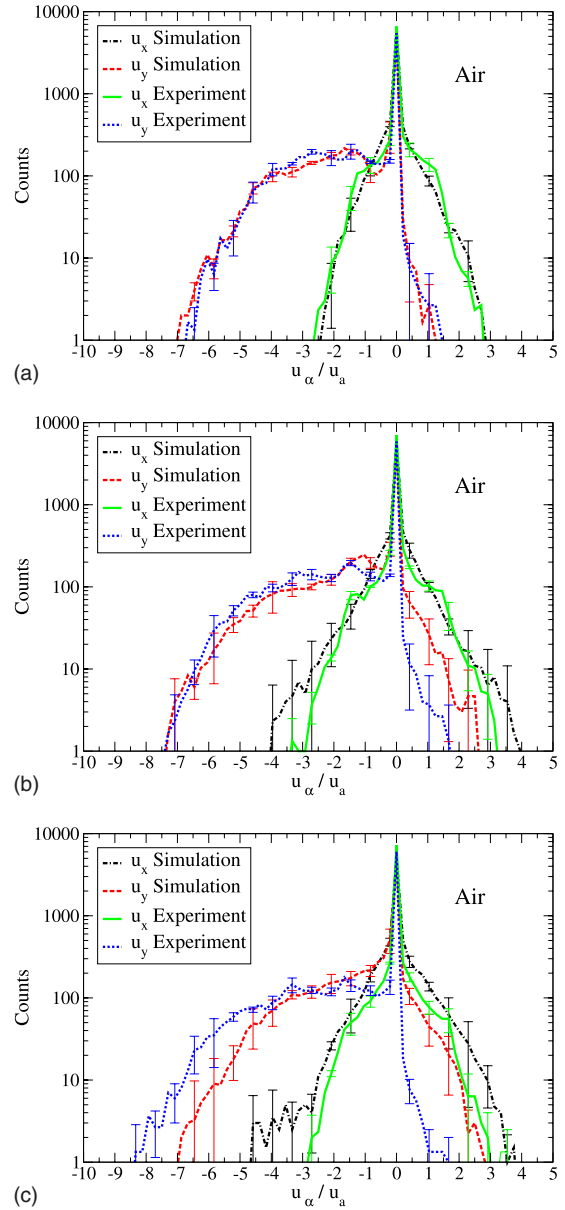 10000
1000
100
10
1
Counts
u_x Simulation
u_y Simulation
u_x Experiment
u_y Experiment
Air
-10 -9 -8 -7 -6 -5 -4 -3 -2 -1 0 1 2 3 4 5
u_α / u_a
(a)
10000
1000
100
10
1
Counts
u_x Simulation
u_y Simulation
u_x Experiment
u_y Experiment
Air
-10 -9 -8 -7 -6 -5 -4 -3 -2 -1 0 1 2 3 4 5
u_α / u_a
(b)
10000
1000
100
10
1
Counts
u_x Simulation
u_y Simulation
u_x Experiment
u_y Experiment
Air
-10 -9 -8 -7 -6 -5 -4 -3 -2 -1 0 1 2 3 4 5
u_α / u_a
(c)